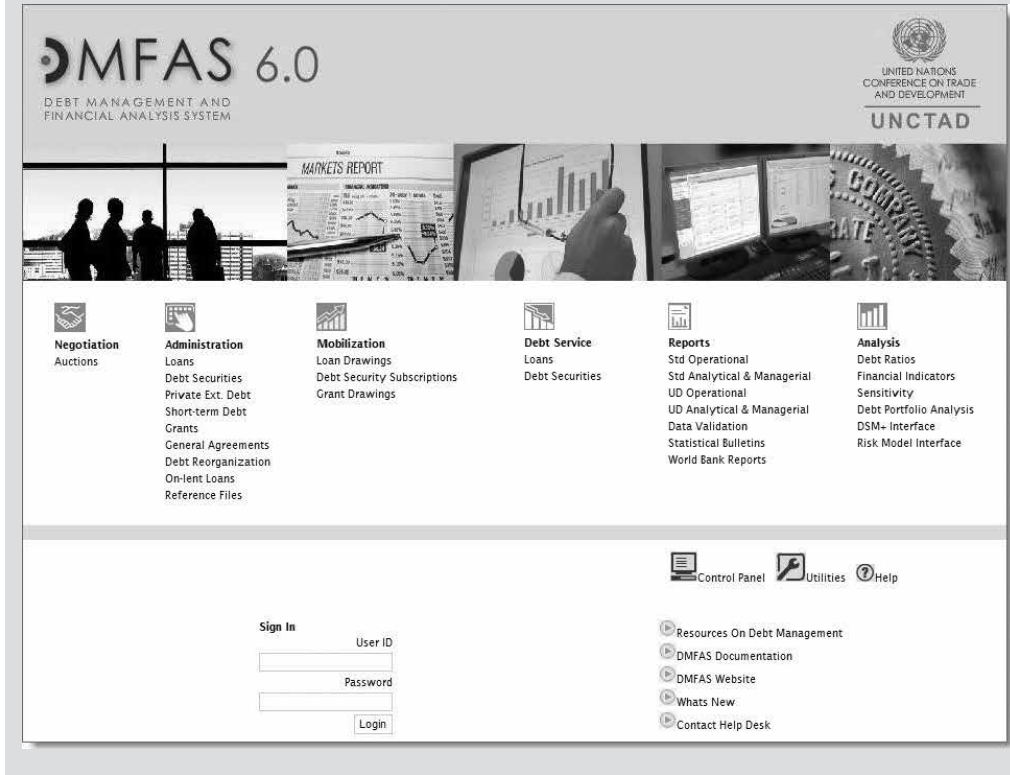 DMFAS 6.0
DEBT MANAGEMENT AND
FINANCIAL ANALYSIS SYSTEM
UNITED NATIONS
CONFERENCE ON TRADE
AND DEVELOPMENT
UNCTAD
MARKETS REPORT
FINANCIAL INDICATORS
COMPANY
Negotiation
Auctions
Administration
Loans
Debt Securities
Private Ext. Debt
Short-term Debt
Grants
General Agreements
Debt Reorganization
On-lent Loans
Reference Files
Mobilization
Loan Drawings
Debt Security Subscriptions
Grant Drawings
Debt Service
Loans
Debt Securities
Reports
Std Operational
Std Analytical & Managerial
UD Operational
UD Analytical & Managerial
Data Validation
Statistical Bulletins
World Bank Reports
Analysis
Debt Ratios
Financial Indicators
Sensitivity
Debt Portfolio Analysis
DSM+ Interface
Risk Model Interface
Control Panel Utilities Help
Sign In
User ID
Password
Login
Resources On Debt Management
DMFAS Documentation
DMFAS Website
Whats New
Contact Help Desk